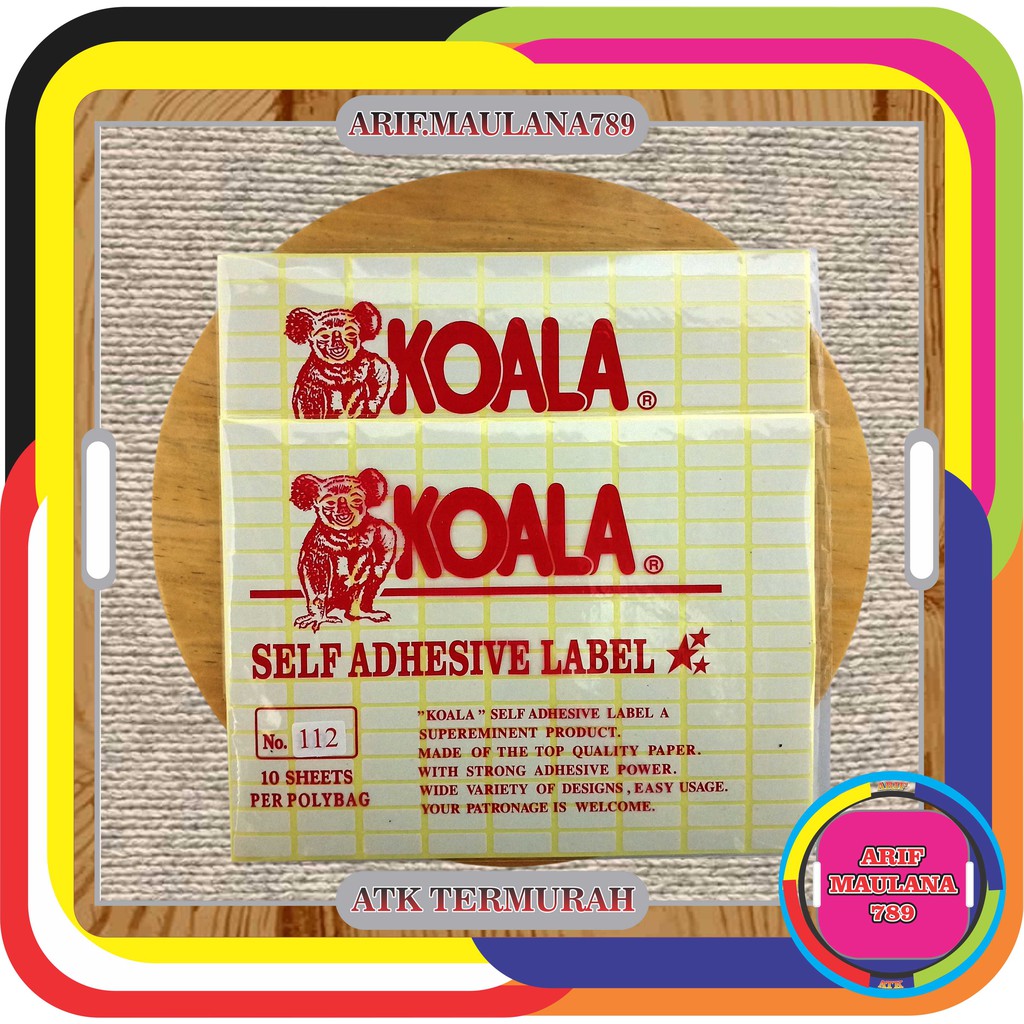 ARIF.MAULANA789
KOALA ®
KOALA ®
SELF ADHESIVE LABEL
No. 112
10 SHEETS
PER POLYBAG
"KOALA" SELF ADHESIVE LABEL A
SUPEREMINENT PRODUCT.
MADE OF THE TOP QUALITY PAPER.
WITH STRONG ADHESIVE POWER.
WIDE VARIETY OF DESIGNS, EASY USAGE.
YOUR PATRONAGE IS WELCOME.
ATK TERMURAH
ARIF
MAULANA
789
ATK